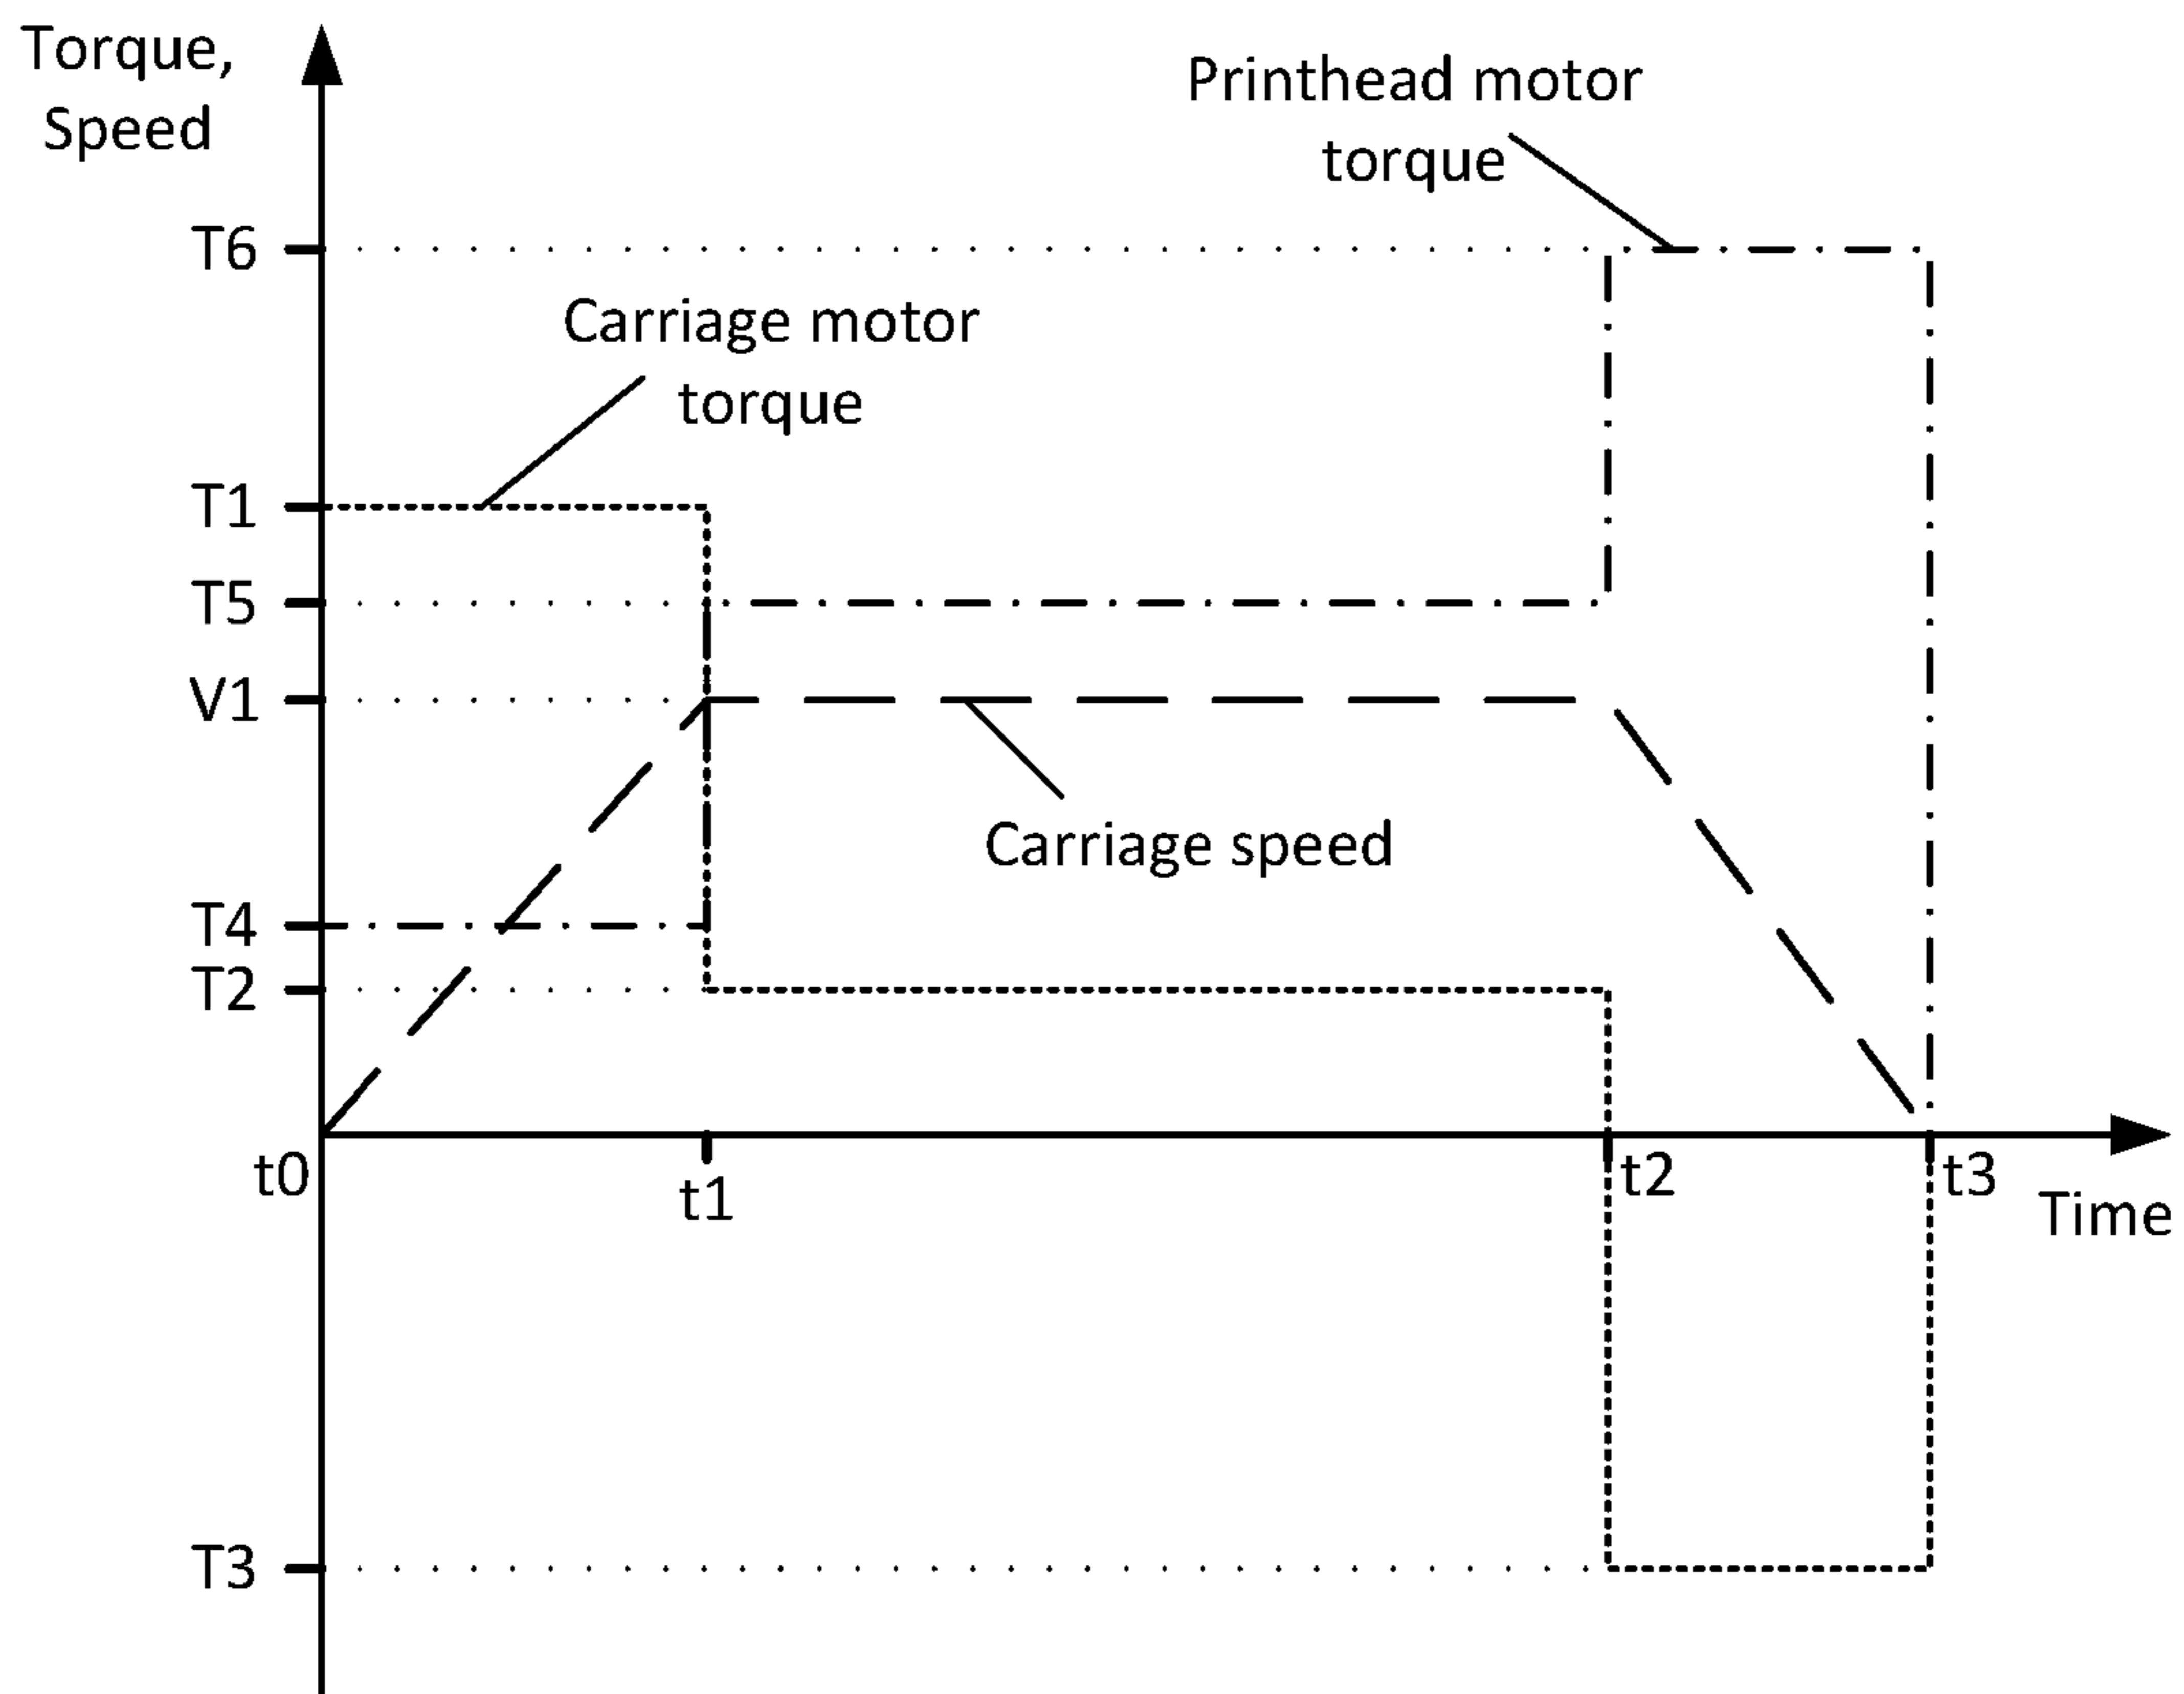 Torque,
Speed
Printhead motor
torque
T6
Carriage motor
torque
T1
T5
V1
Carriage speed
T4
T2
t0
t1
t2
t3
Time
T3